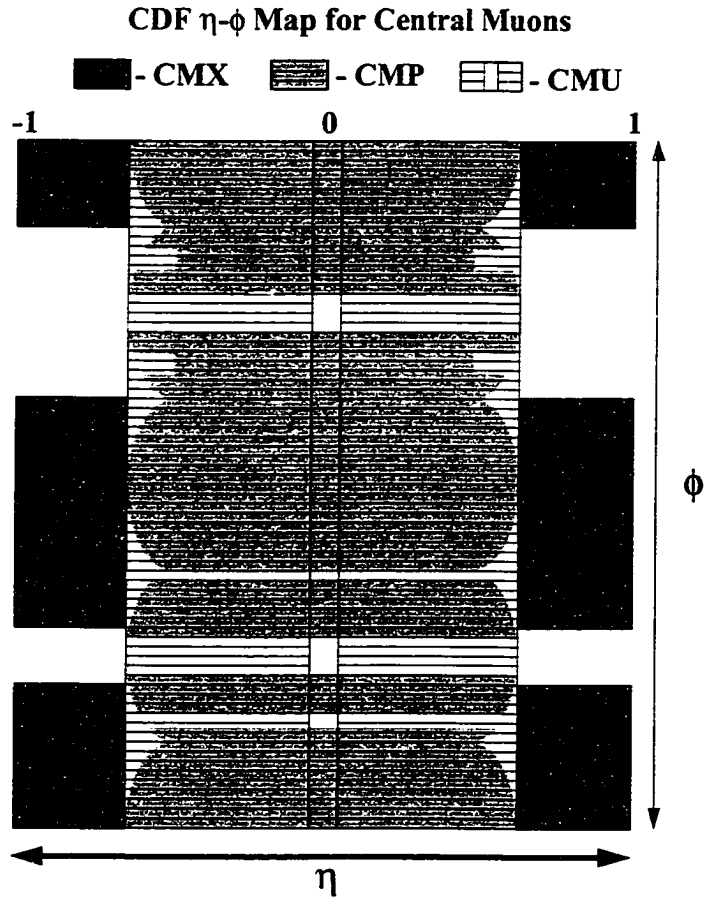 CDF η-ϕ Map for Central Muons
- CMX - CMP - CMU
-1 0 1
ϕ
η